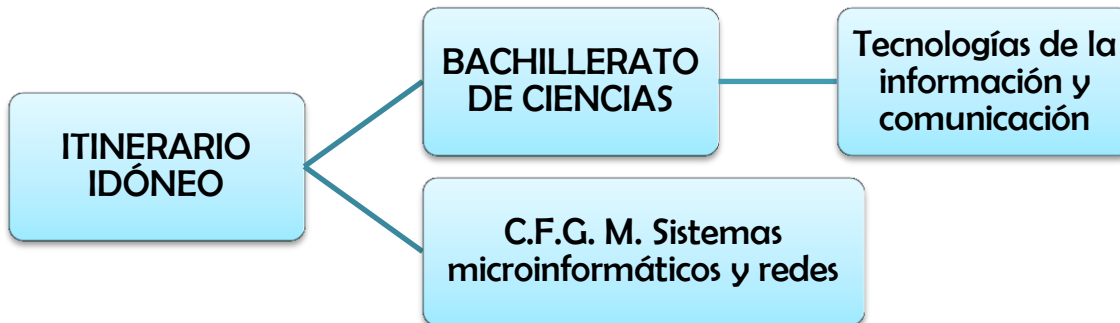 ITINERARIO
IDÓNEO
BACHILLERATO
DE CIENCIAS
Tecnologías de la
información y
comunicación
C.F.G. M. Sistemas
microinformáticos y redes